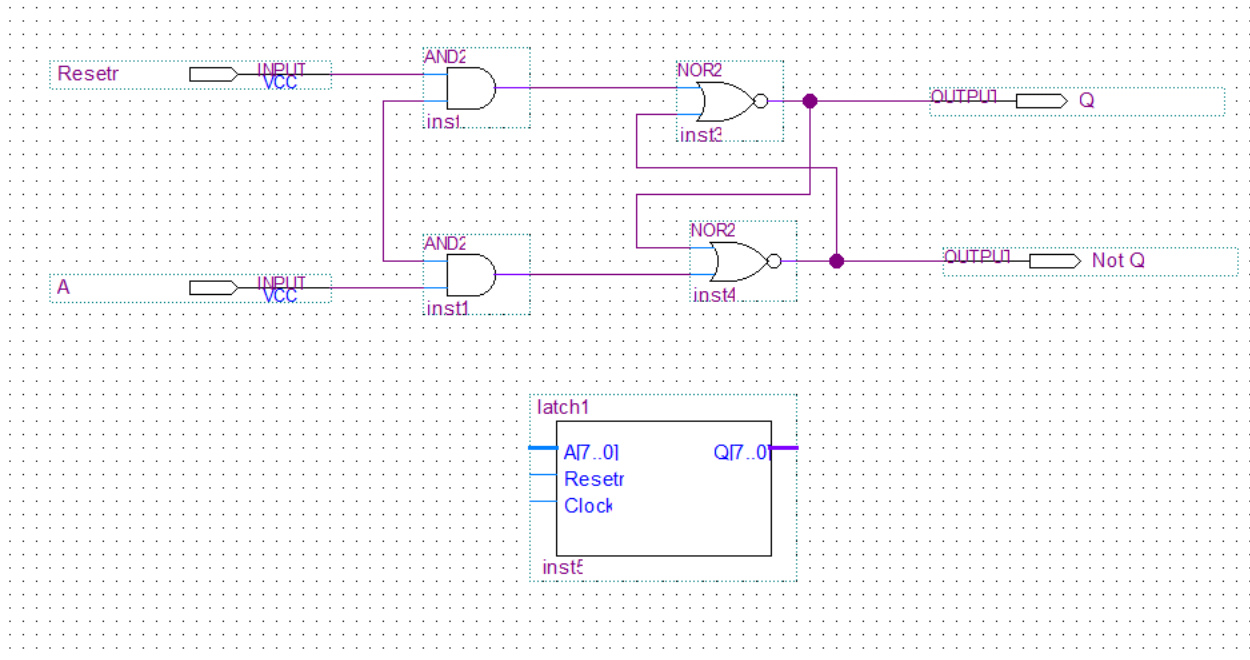 AND2
NOR2
Resetr
INPUT
VCC
OUTPUT
Q
inst
inst3
AND2
NOR2
A
INPUT
VCC
OUTPUT
Not Q
inst1
inst4
latch1
A[7..0]
Q[7..0]
Resetr
Clock
inst5